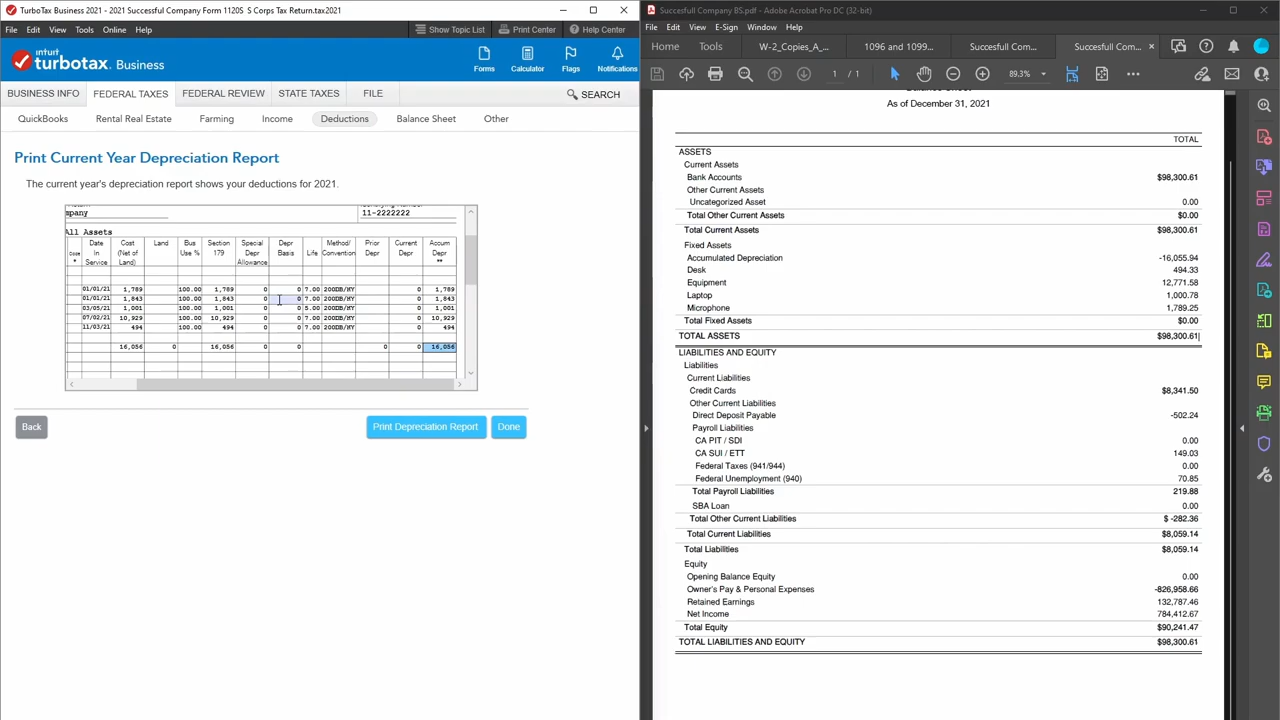 TurboTax Business 2021 - 2021 Successful Company Form 1120S S Corps Tax Return.tax2021
File Edit View Tools Online Help
Show Topic List Print Center Help Center
intuit turbotax. Business
Forms Calculator Flags Notifications
BUSINESS INFO FEDERAL TAXES FEDERAL REVIEW STATE TAXES FILE SEARCH
QuickBooks Rental Real Estate Farming Income Deductions Balance Sheet Other
Print Current Year Depreciation Report
The current year's depreciation report shows your deductions for 2021.
mpany 11-2222222
All Assets
Code * Date In Service Cost (Net of Land) Land Bus Use % Section 179 Special Depr Allowance Depr Basis Life Method/ Convention Prior Depr Current Depr Accum Depr **
01/01/21 1,789 100.00 1,789 0 0 7.00 200DB/HY 0 1,789
01/01/21 1,843 100.00 1,843 0 0 7.00 200DB/HY 0 1,843
03/05/21 1,001 100.00 1,001 0 0 5.00 200DB/HY 0 1,001
07/02/21 10,929 100.00 10,929 0 0 7.00 200DB/HY 0 10,929
11/03/21 494 100.00 494 0 0 7.00 200DB/HY 0 494
16,056 0 16,056 0 0 0 0 16,056
Back Print Depreciation Report Done
Succesfull Company BS.pdf - Adobe Acrobat Pro DC (32-bit)
File Edit View E-Sign Window Help
Home Tools W-2_Copies_A_... 1096 and 1099... Succesfull Com... Succesfull Com... ×
1 / 1 89.3%
As of December 31, 2021
TOTAL
ASSETS
Current Assets
Bank Accounts $98,300.61
Other Current Assets
Uncategorized Asset 0.00
Total Other Current Assets $0.00
Total Current Assets $98,300.61
Fixed Assets
Accumulated Depreciation -16,055.94
Desk 494.33
Equipment 12,771.58
Laptop 1,000.78
Microphone 1,789.25
Total Fixed Assets $0.00
TOTAL ASSETS $98,300.61
LIABILITIES AND EQUITY
Liabilities
Current Liabilities
Credit Cards $8,341.50
Other Current Liabilities
Direct Deposit Payable -502.24
Payroll Liabilities
CA PIT / SDI 0.00
CA SUI / ETT 149.03
Federal Taxes (941/944) 0.00
Federal Unemployment (940) 70.85
Total Payroll Liabilities 219.88
SBA Loan 0.00
Total Other Current Liabilities $ -282.36
Total Current Liabilities $8,059.14
Total Liabilities $8,059.14
Equity
Opening Balance Equity 0.00
Owner's Pay & Personal Expenses -826,958.66
Retained Earnings 132,787.46
Net Income 784,412.67
Total Equity $90,241.47
TOTAL LIABILITIES AND EQUITY $98,300.61